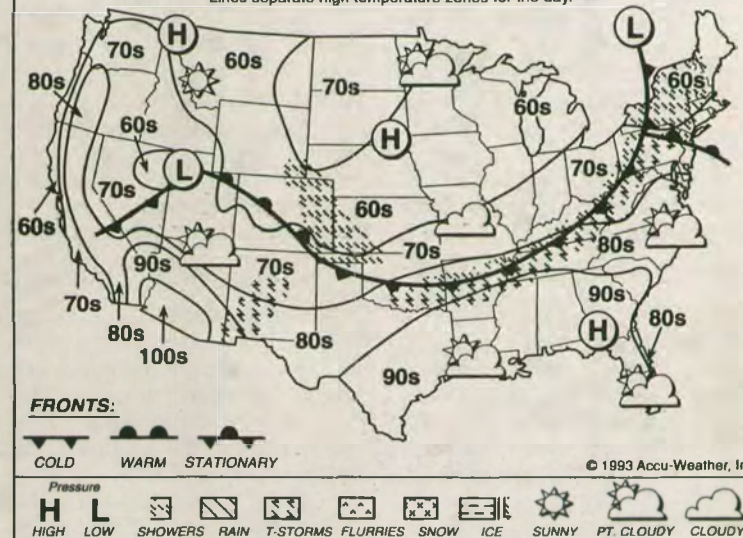 Lines separate high temperature zones for the day.
H
L
70s
60s
80s
70s
60s
60s
H
60s
L
70s
70s
60s
60s
70s
80s
90s
70s
90s
80s
70s
80s
H
80s
100s
90s
FRONTS:
COLD WARM STATIONARY
© 1993 Accu-Weather, In
Pressure
H L
HIGH LOW SHOWERS RAIN T-STORMS FLURRIES SNOW ICE SUNNY PT. CLOUDY CLOUDY